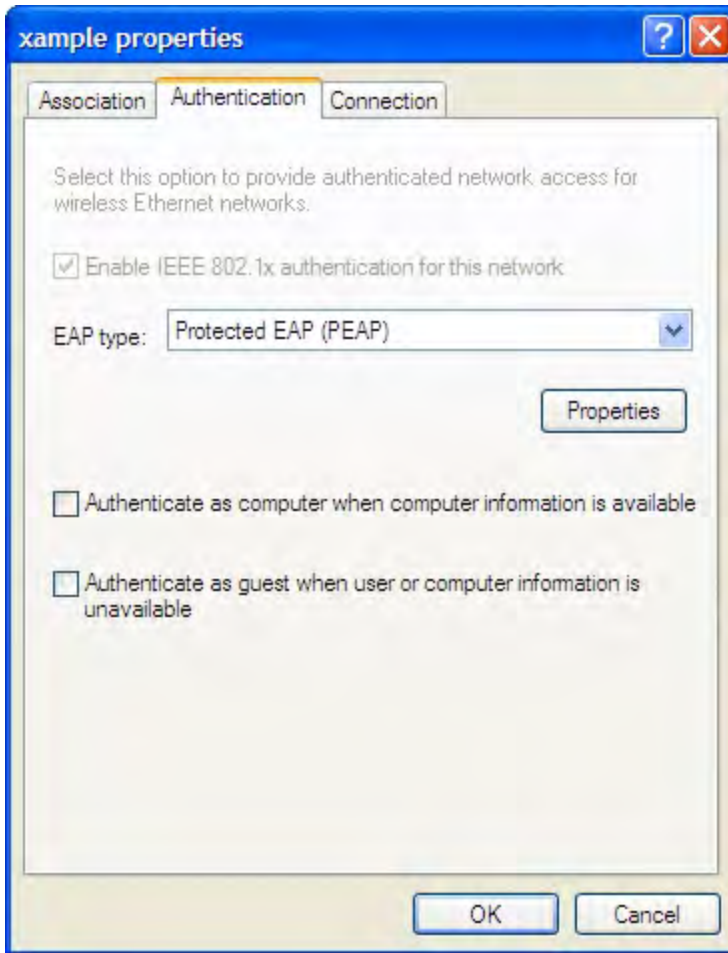 xample properties
Association
Authentication
Connection
Select this option to provide authenticated network access for
wireless Ethernet networks.
Enable IEEE 802.1x authentication for this network
EAP type:
Protected EAP (PEAP)
Properties
Authenticate as computer when computer information is available
Authenticate as guest when user or computer information is
unavailable
OK
Cancel